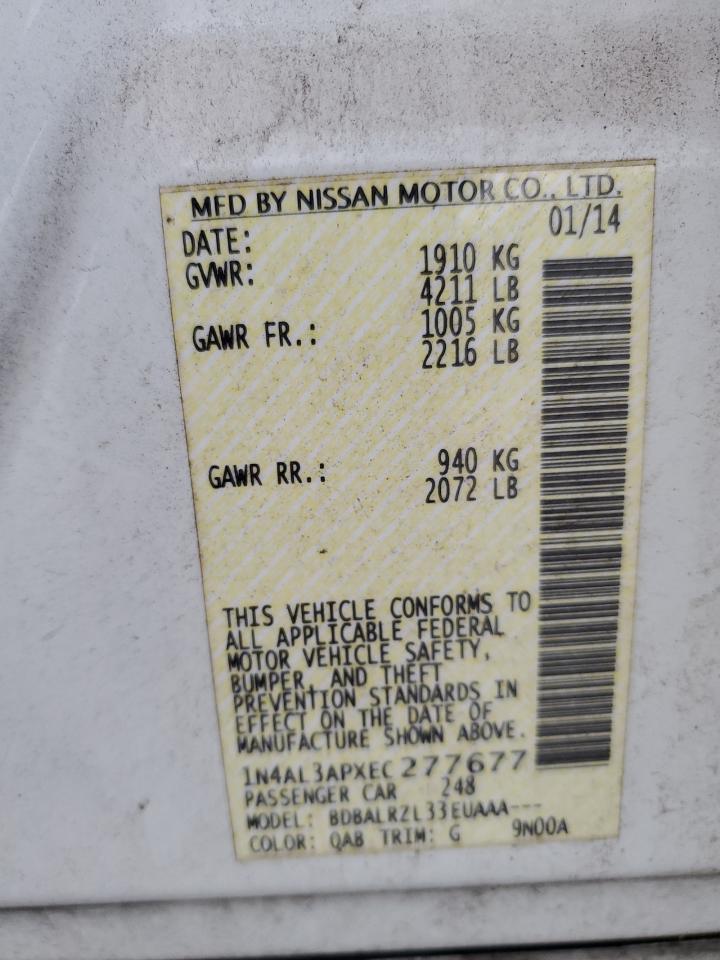 MFD BY NISSAN MOTOR CO., LTD.
DATE: 01/14
GVWR: 1910 KG
4211 LB
GAWR FR.: 1005 KG
2216 LB
GAWR RR.: 940 KG
2072 LB
THIS VEHICLE CONFORMS TO
ALL APPLICABLE FEDERAL
MOTOR VEHICLE SAFETY,
BUMPER, AND THEFT
PREVENTION STANDARDS IN
EFFECT ON THE DATE OF
MANUFACTURE SHOWN ABOVE.
1N4AL3APXEC277677
PASSENGER CAR 248
MODEL: BDBALRZL33EUAAA---
COLOR: QAB TRIM: G 9N00A